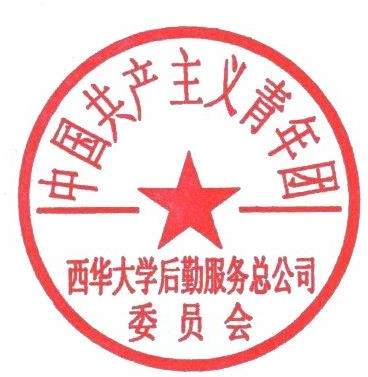 中国共产主义青年团
西华大学后勤服务总公司
委员会